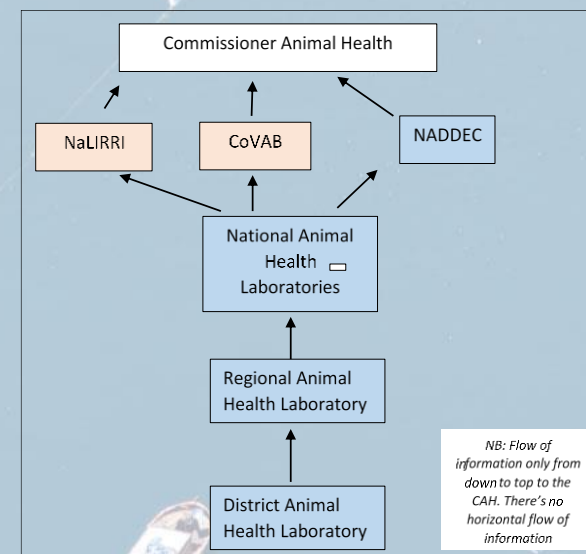 Commissioner Animal Health
NaLIRRI
CoVAB
NADDEC
National Animal
Health
Laboratories
Regional Animal
Health Laboratory
District Animal
Health Laboratory
NB: Flow of
information only from
down to top to the
CAH. There's no
horizontal flow of
information